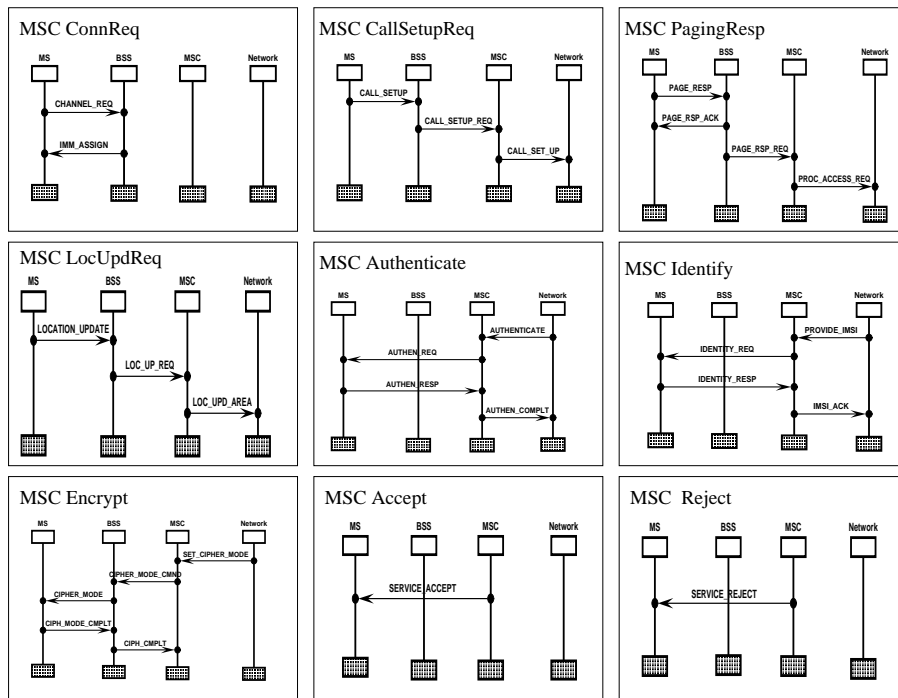 MSC ConnReq
MS BSS MSC Network
CHANNEL_REQ
IMM_ASSIGN
MSC CallSetupReq
MS BSS MSC Network
CALL_SETUP
CALL_SETUP_REQ
CALL_SET_UP
MSC PagingResp
MS BSS MSC Network
PAGE_RESP
PAGE_RSP_ACK
PAGE_RSP_REQ
PROC_ACCESS_REQ
MSC LocUpdReq
MS BSS MSC Network
LOCATION_UPDATE
LOC_UP_REQ
LOC_UPD_AREA
MSC Authenticate
MS BSS MSC Network
AUTHENTICATE
AUTHEN_REQ
AUTHEN_RESP
AUTHEN_COMPLT
MSC Identify
MS BSS MSC Network
PROVIDE_IMSI
IDENTITY_REQ
IDENTITY_RESP
IMSI_ACK
MSC Encrypt
MS BSS MSC Network
SET_CIPHER_MODE
CIPHER_MODE_CMND
CIPHER_MODE
CIPH_MODE_CMPLT
CIPH_CMPLT
MSC Accept
MS BSS MSC Network
SERVICE_ACCEPT
MSC Reject
MS BSS MSC Network
SERVICE_REJECT